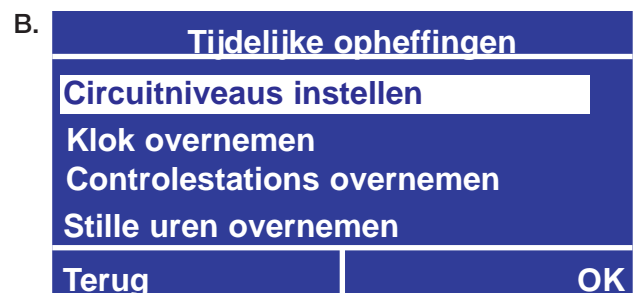 B.
Tijdelijke opheffingen
Circuitniveaus instellen
Klok overnemen
Controlestations overnemen
Stille uren overnemen
Terug OK